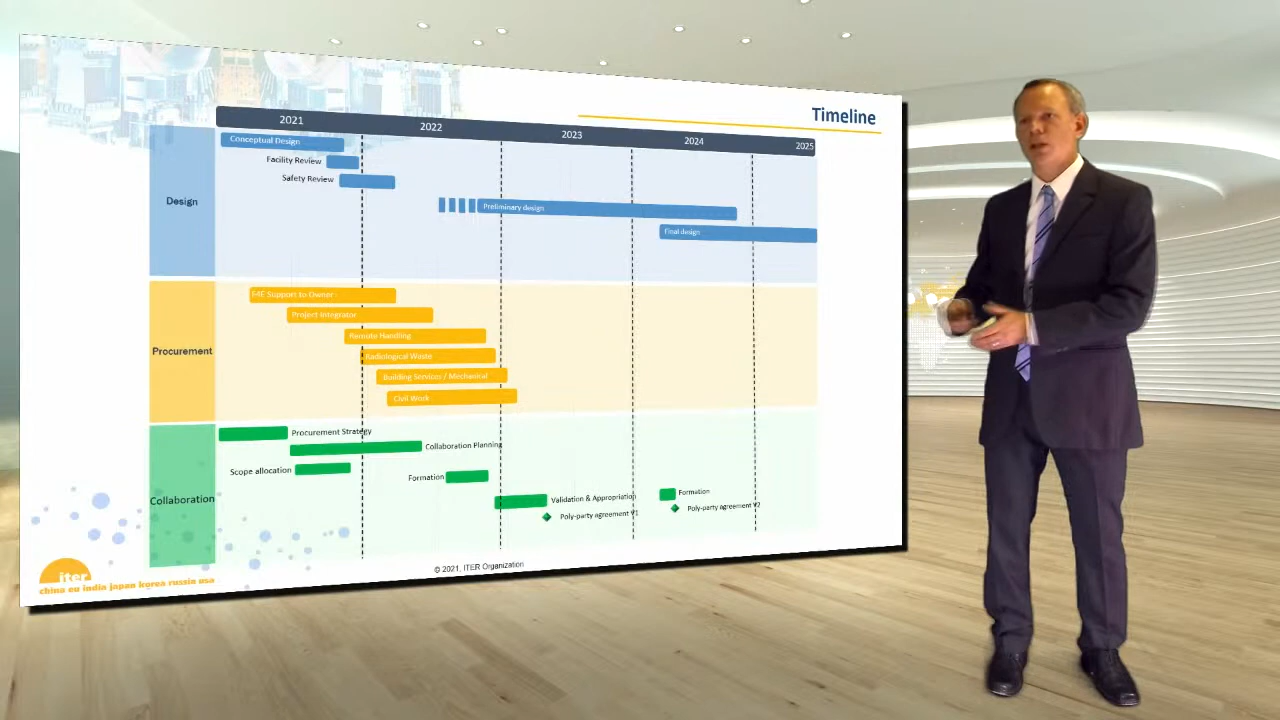 Timeline
2021
2022
2023
2024
2025
Design
Conceptual Design
Facility Review
Safety Review
Preliminary design
Final design
Procurement
F4E Support to Owner
Project Integrator
Remote Handling
Radiological Waste
Building Services / Mechanical
Civil Work
Collaboration
Procurement Strategy
Collaboration Planning
Scope allocation
Formation
Validation & Appropriation
Formation
Poly-party agreement V1
Poly-party agreement V2
iter
china eu india japan korea russia usa
© 2021, ITER Organization